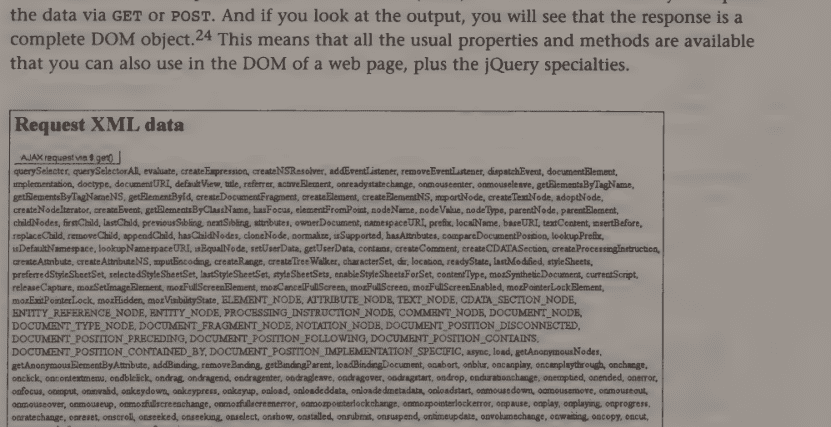 the data via GET or POST. And if you look at the output, you will see that the response is a
complete DOM object.24 This means that all the usual properties and methods are available
that you can also use in the DOM of a web page, plus the jQuery specialties.
Request XML data
AJAX request via $.get()
querySelector, querySelectorAll, evaluate, createExpression, createNSResolver, addEventListener, removeEventListener, dispatchEvent, documentElement,
implementation, doctype, documentURI, defaultView, title, referrer, activeElement, onreadystatechange, onmouseenter, onmouseleave, getElementsByTagName,
getElementsByTagNameNS, getElementById, createDocumentFragment, createElement, createElementNS, importNode, createTextNode, adoptNode,
createNodeIterator, createEvent, getElementsByClassName, hasFocus, elementFromPoint, nodeName, nodeValue, nodeType, parentNode, parentElement,
childNodes, firstChild, lastChild, previousSibling, nextSibling, attributes, ownerDocument, namespaceURI, prefix, localName, baseURI, textContent, insertBefore,
replaceChild, removeChild, appendChild, hasChildNodes, cloneNode, normalize, isSupported, hasAttributes, compareDocumentPosition, lookupPrefix,
isDefaultNamespace, lookupNamespaceURI, isEqualNode, setUserData, getUserData, contains, createComment, createCDATASection, createProcessingInstruction,
createAttribute, createAttributeNS, inputEncoding, createRange, createTreeWalker, characterSet, dir, location, readyState, lastModified, styleSheets,
preferredStyleSheetSet, selectedStyleSheetSet, lastStyleSheetSet, styleSheetSets, enableStyleSheetsForSet, contentType, mozSyntheticDocument, currentScript,
releaseCapture, mozSetImageElement, mozFullScreenElement, mozCancelFullScreen, mozFullScreen, mozFullScreenEnabled, mozPointerLockElement,
mozExitPointerLock, mozHidden, mozVisibilityState, ELEMENT_NODE, ATTRIBUTE_NODE, TEXT_NODE, CDATA_SECTION_NODE,
ENTITY_REFERENCE_NODE, ENTITY_NODE, PROCESSING_INSTRUCTION_NODE, COMMENT_NODE, DOCUMENT_NODE,
DOCUMENT_TYPE_NODE, DOCUMENT_FRAGMENT_NODE, NOTATION_NODE, DOCUMENT_POSITION_DISCONNECTED,
DOCUMENT_POSITION_PRECEDING, DOCUMENT_POSITION_FOLLOWING, DOCUMENT_POSITION_CONTAINS,
DOCUMENT_POSITION_CONTAINED_BY, DOCUMENT_POSITION_IMPLEMENTATION_SPECIFIC, async, load, getAnonymousNodes,
getAnonymousElementByAttribute, addBinding, removeBinding, getBindingParent, loadBindingDocument, onabort, onblur, oncanplay, oncanplaythrough, onchange,
onclick, oncontextmenu, ondblclick, ondrag, ondragend, ondragenter, ondragleave, ondragover, ondragstart, ondrop, ondurationchange, onemptied, onended, onerror,
onfocus, oninput, oninvalid, onkeydown, onkeypress, onkeyup, onload, onloadeddata, onloadedmetadata, onloadstart, onmousedown, onmousemove, onmouseout,
onmouseover, onmouseup, onmozfullscreenchange, onmozfullscreenerror, onmozpointerlockchange, onmozpointerlockerror, onpause, onplay, onplaying, onprogress,
onratechange, onreset, onscroll, onseeked, onseeking, onselect, onshow, onstalled, onsubmit, onsuspend, ontimeupdate, onvolumechange, onwaiting, oncopy, oncut,